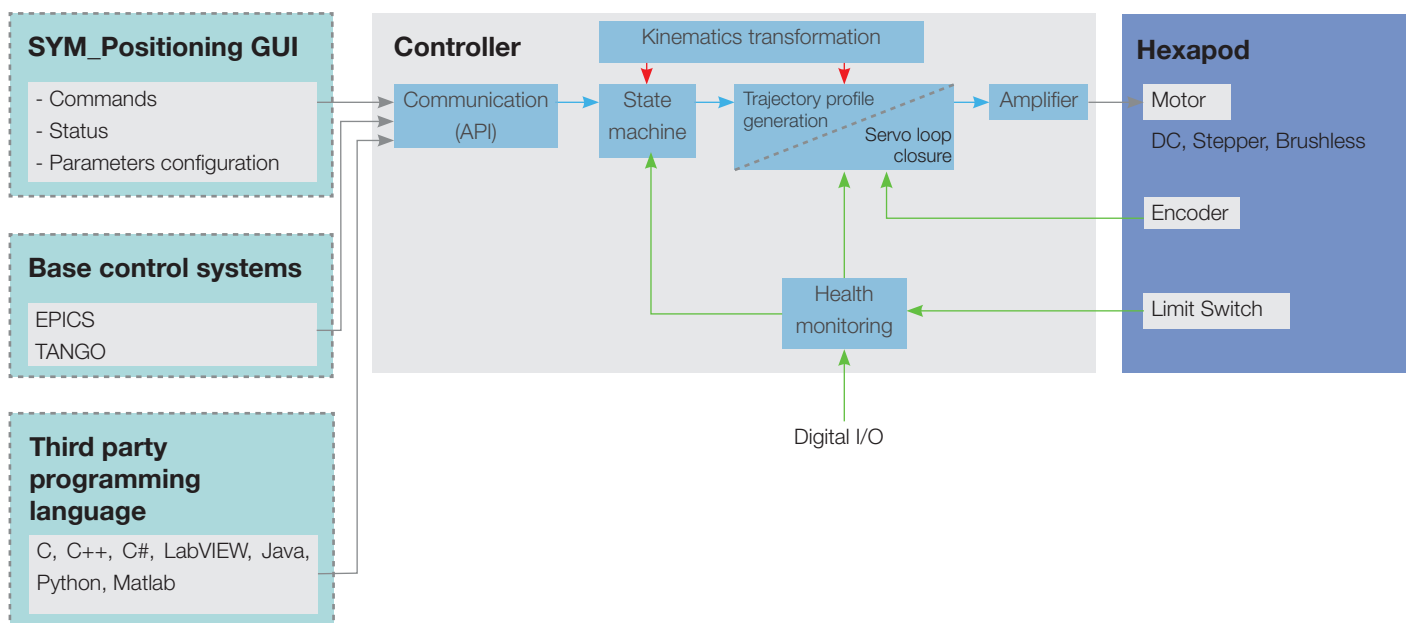 SYM_Positioning GUI
- Commands
- Status
- Parameters configuration
Base control systems
EPICS
TANGO
Third party
programming
language
C, C++, C#, LabVIEW, Java,
Python, Matlab
Controller
Kinematics transformation
Communication
(API)
State
machine
Trajectory profile
generation
Servo loop
closure
Amplifier
Health
monitoring
Digital I/O
Hexapod
Motor
DC, Stepper, Brushless
Encoder
Limit Switch